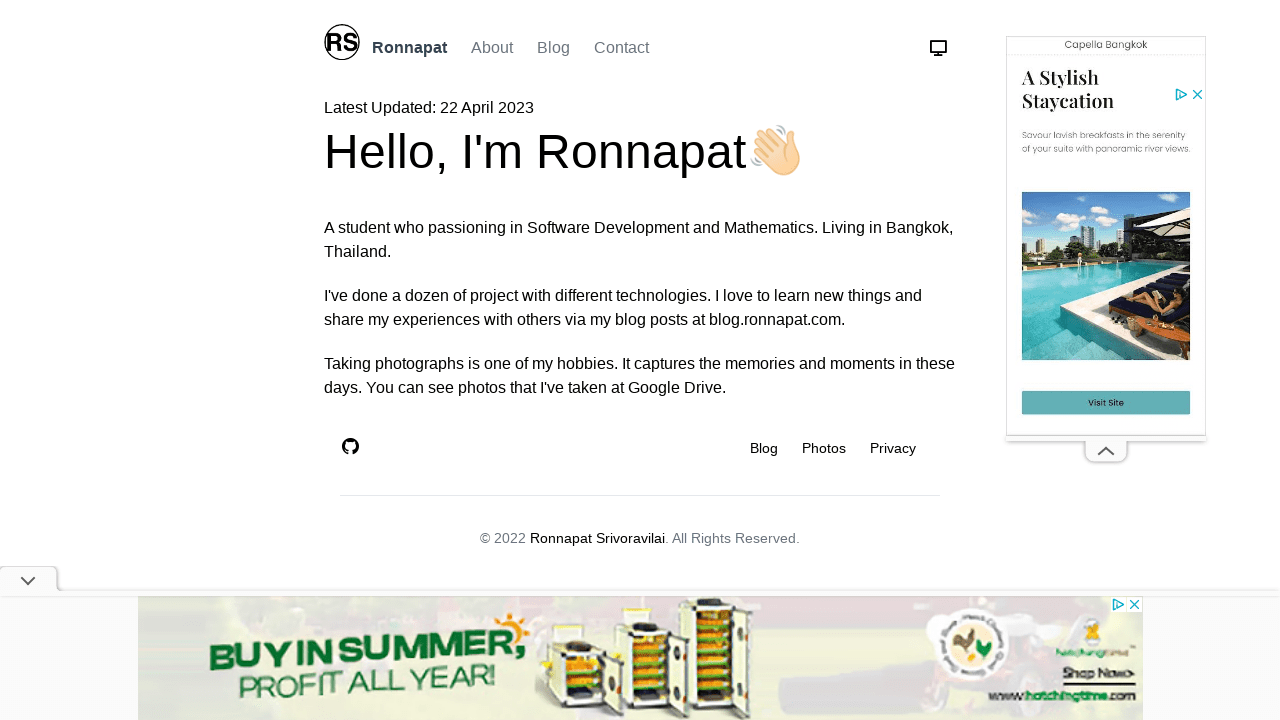 RS
Ronnapat About Blog Contact
Latest Updated: 22 April 2023
Hello, I'm Ronnapat👋🏼
A student who passioning in Software Development and Mathematics. Living in Bangkok,
Thailand.
I've done a dozen of project with different technologies. I love to learn new things and
share my experiences with others via my blog posts at blog.ronnapat.com.
Taking photographs is one of my hobbies. It captures the memories and moments in these
days. You can see photos that I've taken at Google Drive.
Blog Photos Privacy
© 2022 Ronnapat Srivoravilai. All Rights Reserved.
Capella Bangkok
A Stylish
Staycation
Savour lavish breakfasts in the serenity
of your suite with panoramic river views.
Visit Site
BUY IN SUMMER,
PROFIT ALL YEAR!
hatchingtime
Shop Now>
www.hatchingtime.com